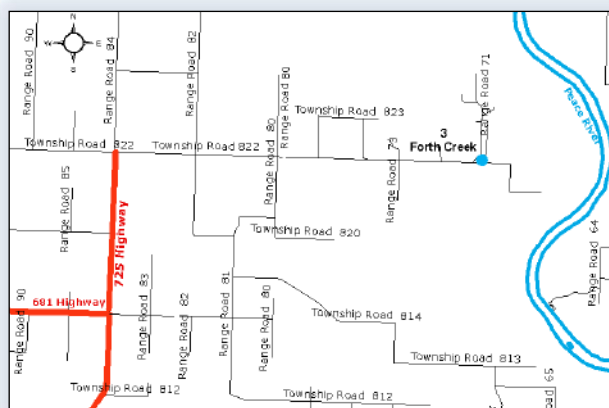 N
W
E
S
Range Road 90
Range Road 84
Range Road 82
Range Road 80
Range Road 71
Peace River
Township Road 823
3
Forth Creek
Township Road 822
Township Road 822
Range Road 80
Range Road 73
Range Road 85
725 Highway
Township Road 820
Range Road 64
681 Highway
Range Road 90
Range Road 83
Range Road 82
Range Road 81
Range Road 80
Township Road 814
Township Road 813
Township Road 812
Township Road 812
Road 65